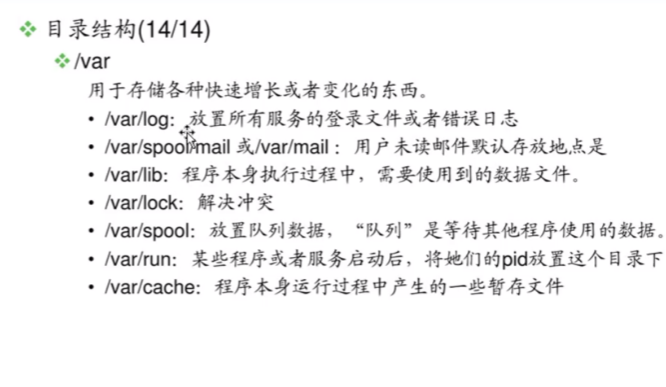 目录结构(14/14)
/var
用于存储各种快速增长或者变化的东西。
/var/log：放置所有服务的登录文件或者错误日志
/var/spool/mail 或/var/mail：用户未读邮件默认存放地点是
/var/lib：程序本身执行过程中，需要使用到的数据文件。
/var/lock：解决冲突
/var/spool：放置队列数据，“队列”是等待其他程序使用的数据。
/var/run：某些程序或者服务启动后，将她们的pid放置这个目录下
/var/cache：程序本身运行过程中产生的一些暂存文件